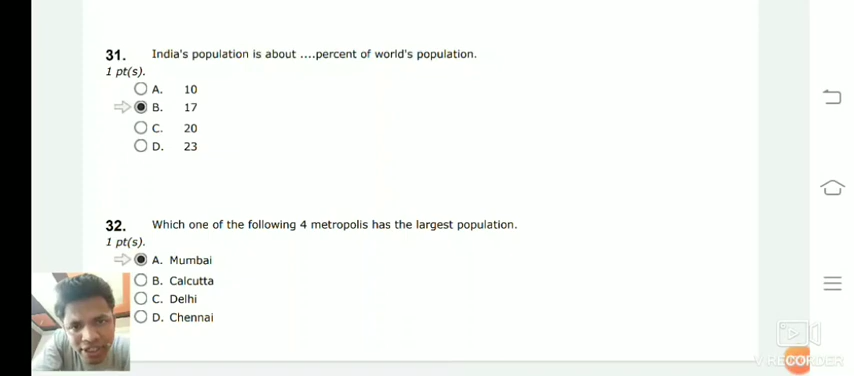 31. India's population is about ....percent of world's population.
1 pt(s).
A. 10
B. 17
C. 20
D. 23
32. Which one of the following 4 metropolis has the largest population.
1 pt(s).
A. Mumbai
B. Calcutta
C. Delhi
D. Chennai
V RECORDER